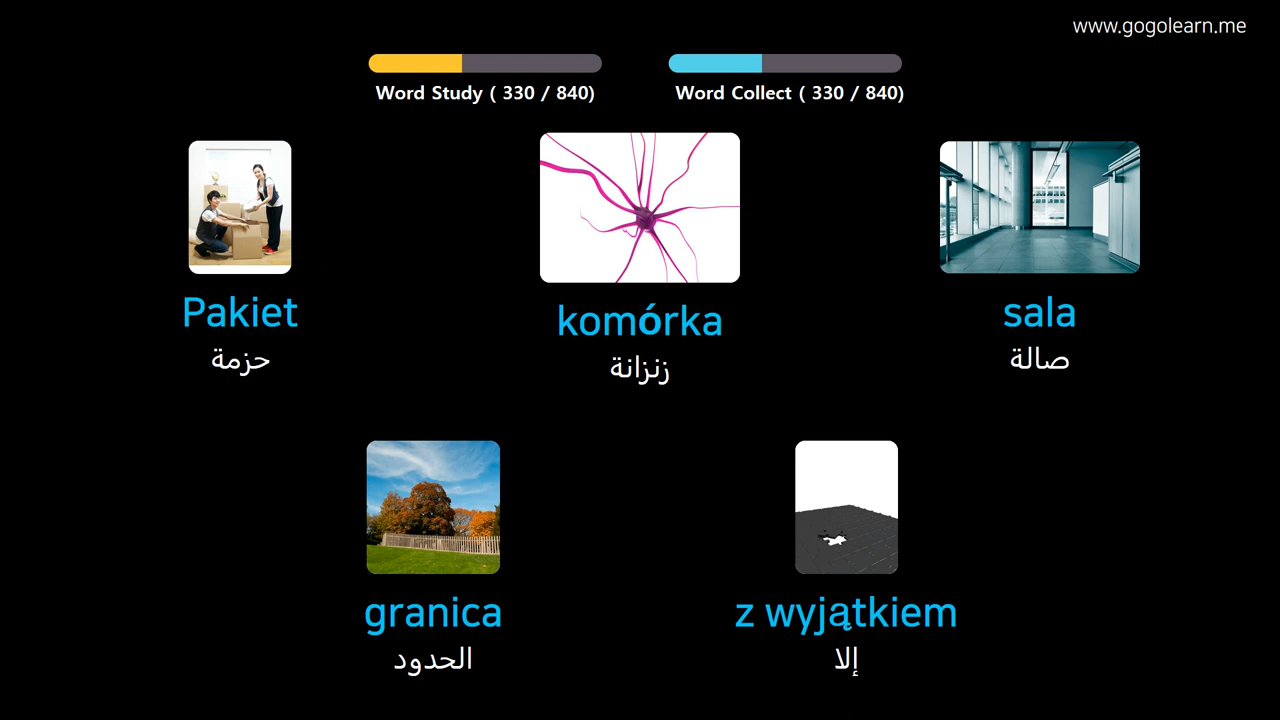 www.gogolearn.me
Word Study ( 330 / 840)
Word Collect ( 330 / 840)
Pakiet
حزمة
komórka
زنزانة
sala
صالة
granica
الحدود
z wyjątkiem
إلا